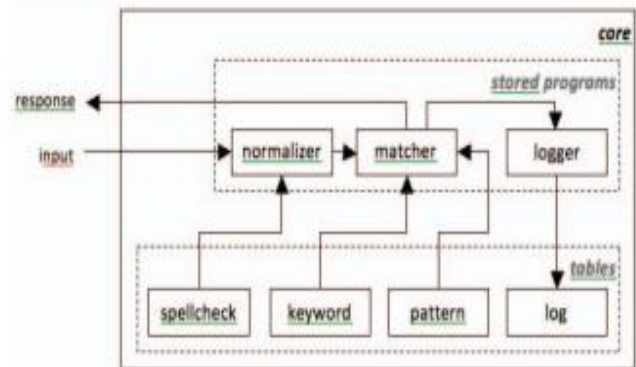 core
stored programs
response
input
normalizer
matcher
logger
tables
spellcheck
keyword
pattern
log